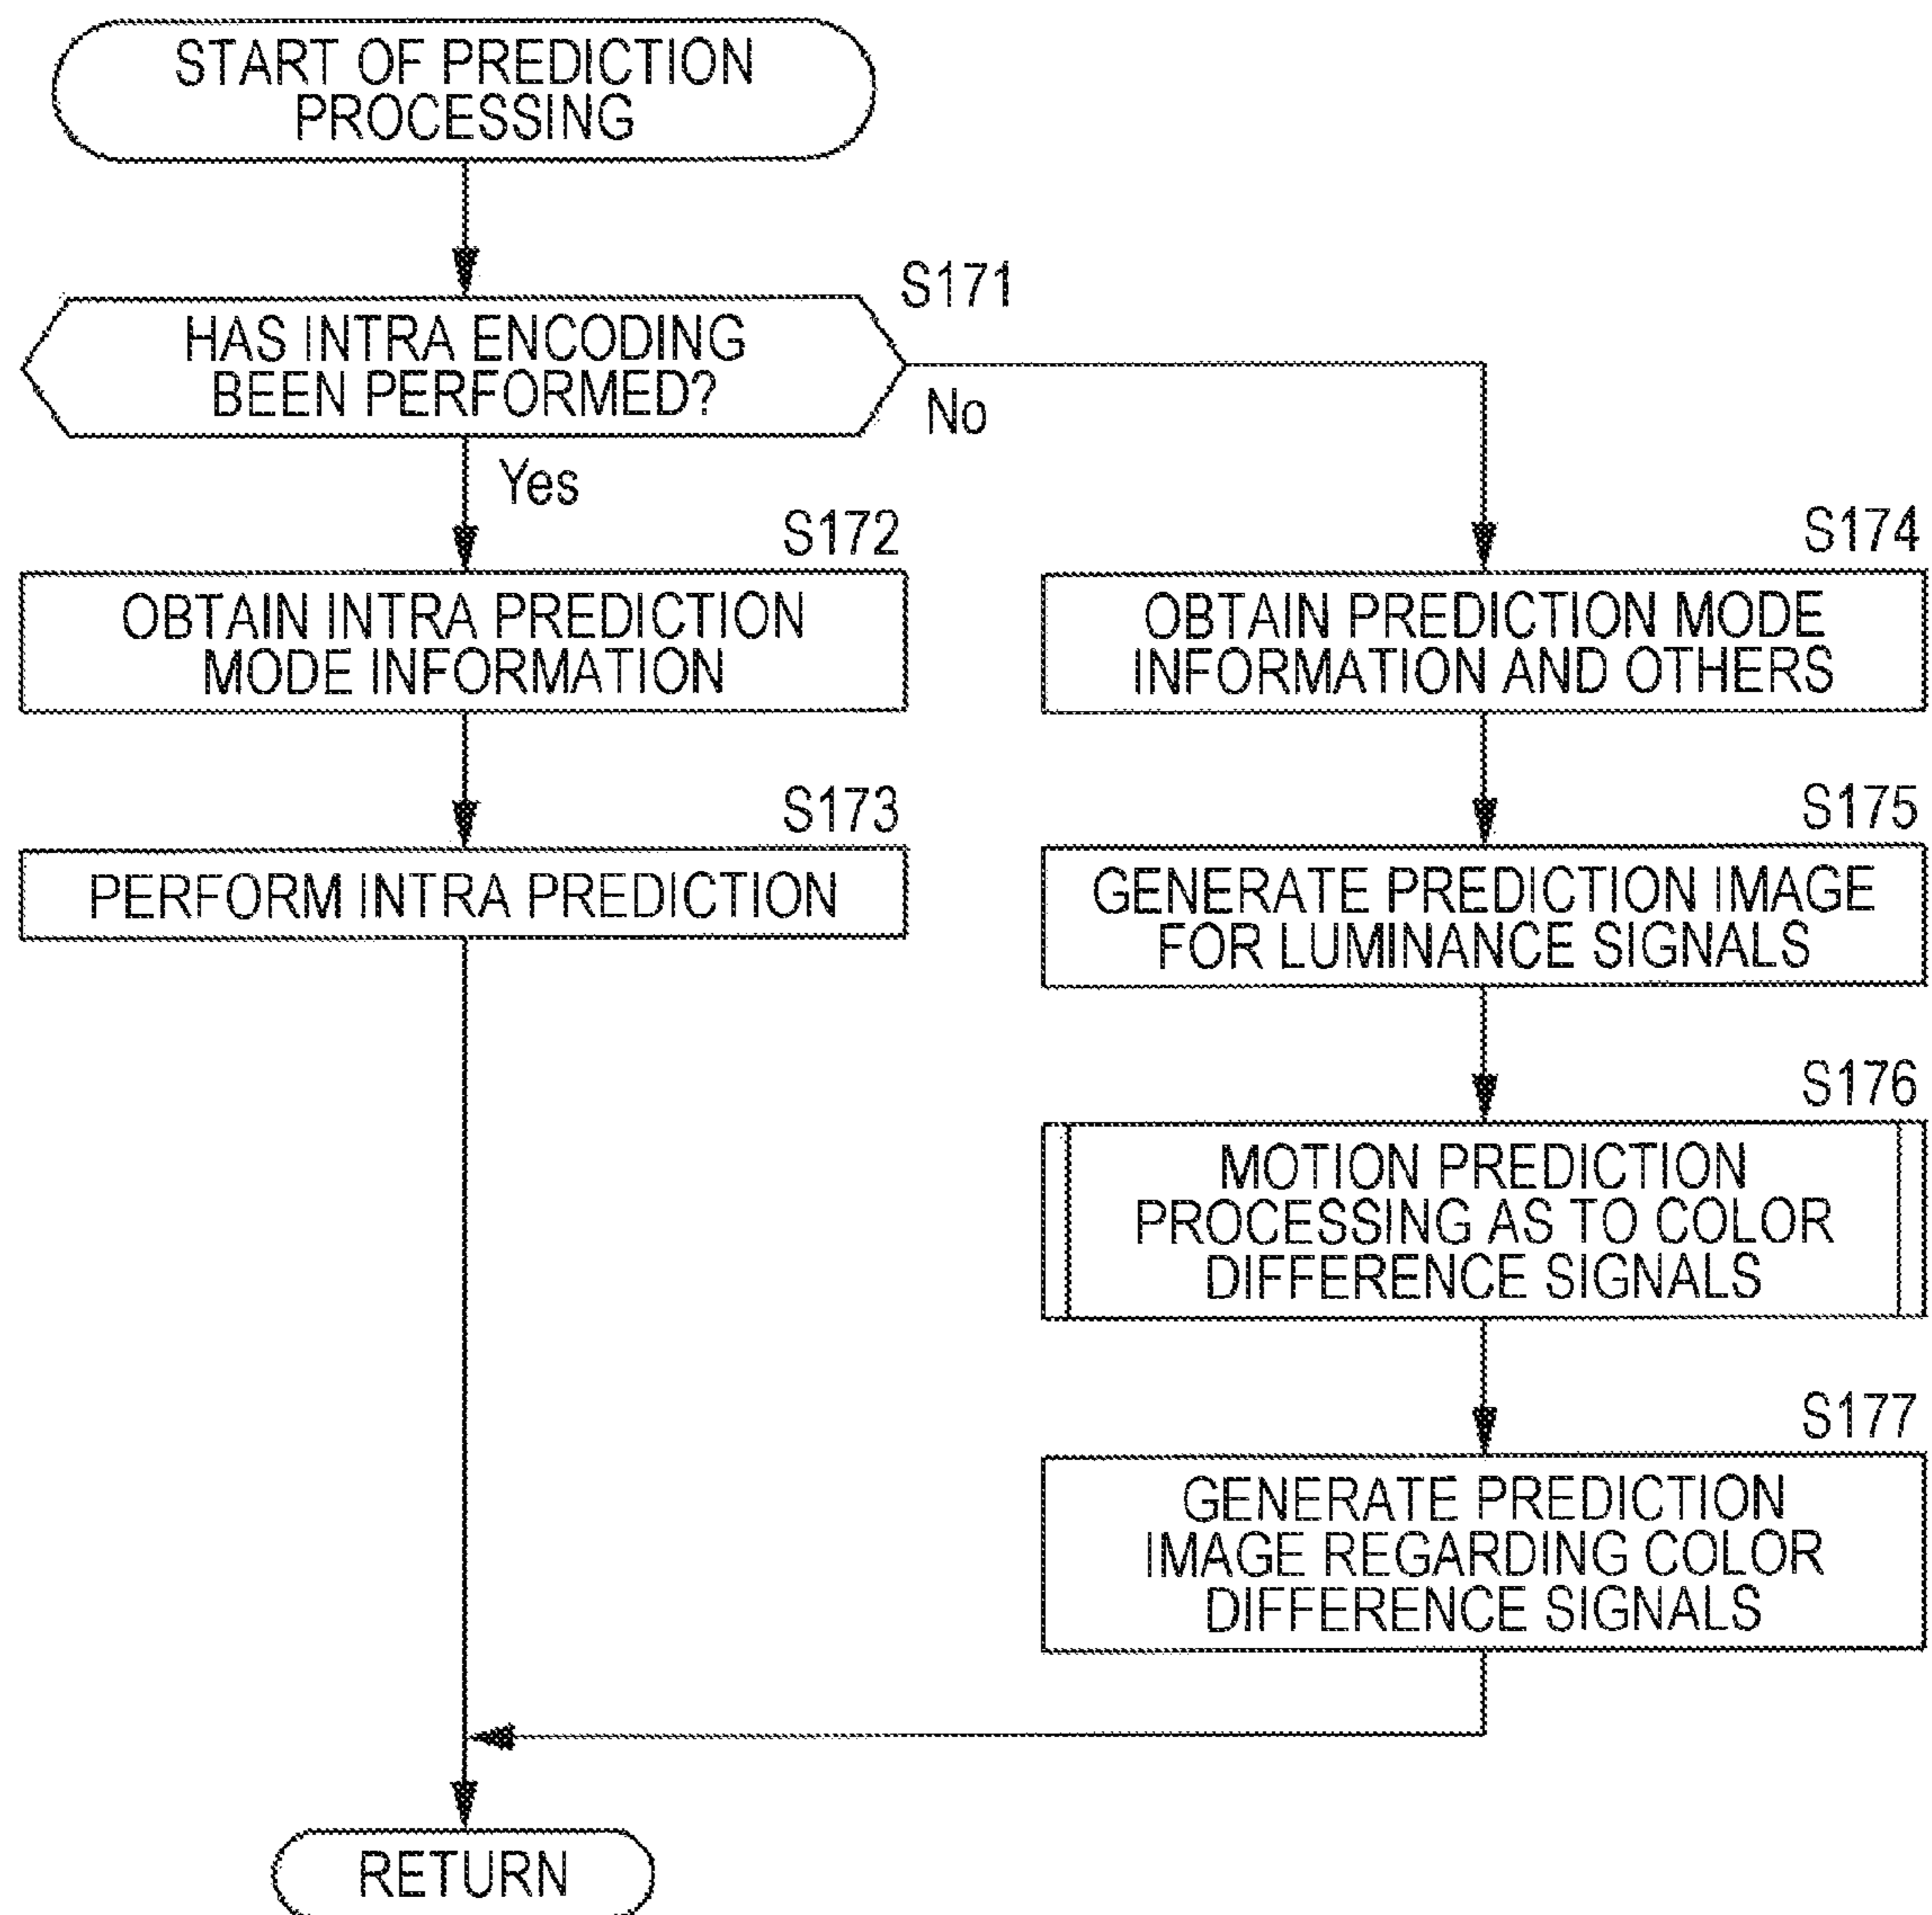 START OF PREDICTION
PROCESSING
S171
HAS INTRA ENCODING
BEEN PERFORMED?
No
Yes
S172
OBTAIN INTRA PREDICTION
MODE INFORMATION
S173
PERFORM INTRA PREDICTION
S174
OBTAIN PREDICTION MODE
INFORMATION AND OTHERS
S175
GENERATE PREDICTION IMAGE
FOR LUMINANCE SIGNALS
S176
MOTION PREDICTION
PROCESSING AS TO COLOR
DIFFERENCE SIGNALS
S177
GENERATE PREDICTION
IMAGE REGARDING COLOR
DIFFERENCE SIGNALS
RETURN